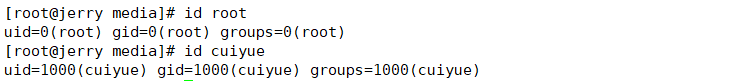 [root@jerry media]# id root
uid=0(root) gid=0(root) groups=0(root)
[root@jerry media]# id cuiyue
uid=1000(cuiyue) gid=1000(cuiyue) groups=1000(cuiyue)